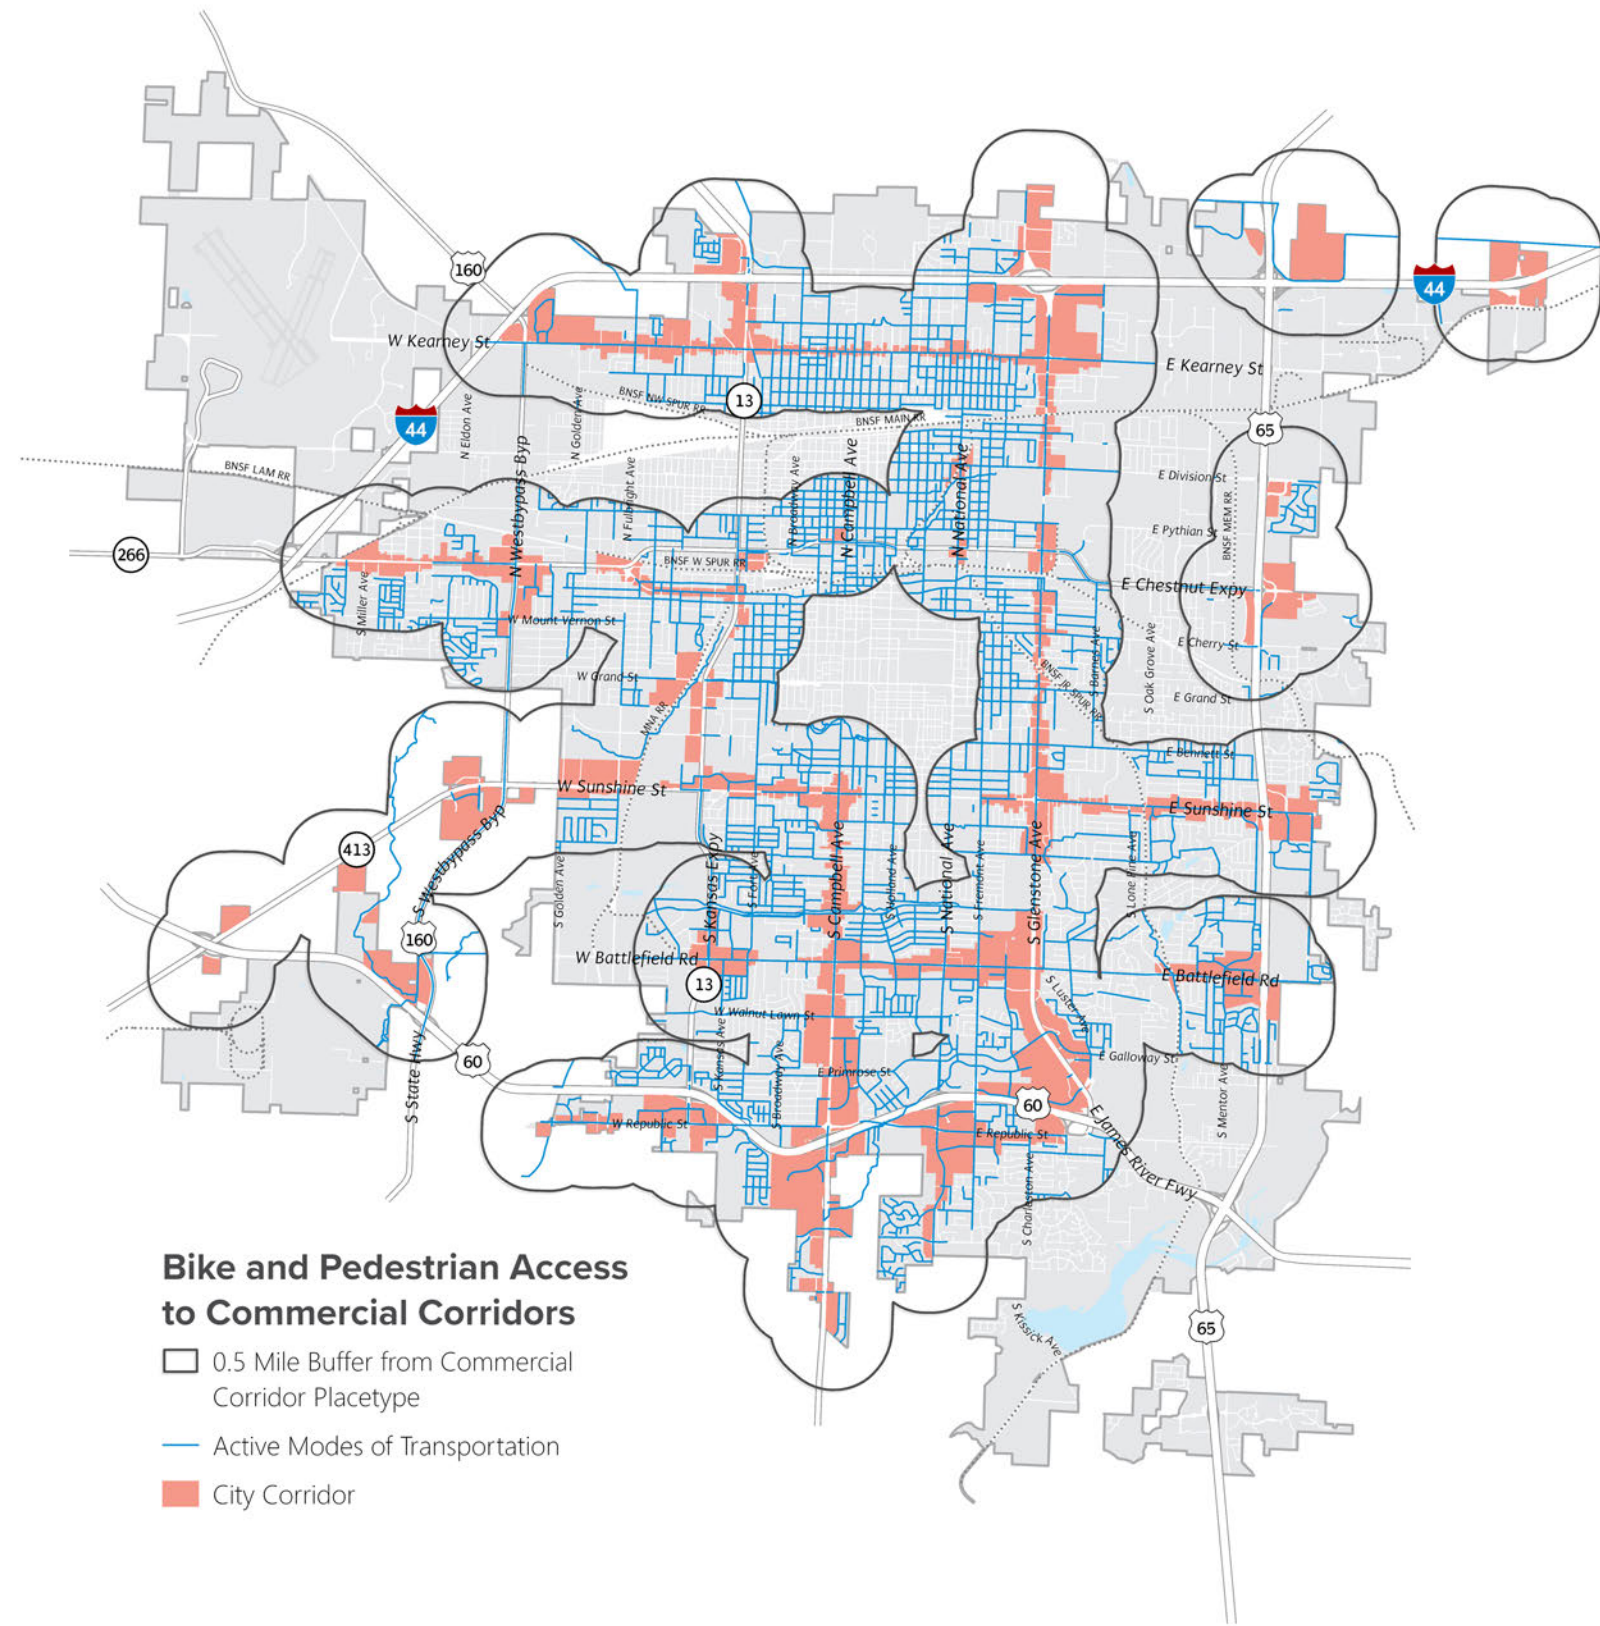 160
44
W Kearney St
E Kearney St
BNSF NW SPUR RR
13
BNSF MAIN RR
44
65
N Eldon Ave
N Golden Ave
N Westbypass Byp
N Fulbright Ave
N Broadway Ave
N Campbell Ave
N National Ave
BNSF LAM RR
E Division St
BNSF MEM RR
E Pythian St
266
BNSF W SPUR RR
E Chestnut Expy
S Miller Ave
W Mount Vernon St
E Cherry St
S Barnes Ave
S Oak Grove Ave
BNSF JR SPUR RR
W Grand St
E Grand St
MNA RR
E Bennett St
W Sunshine St
E Sunshine St
413
S Westbypass Byp
S Golden Ave
S Kansas Expy
S Fort Ave
S Campbell Ave
S Holland Ave
S National Ave
S Fremont Ave
S Glenstone Ave
S Lone Pine Ave
160
W Battlefield Rd
E Battlefield Rd
13
S Luster Ave
W Walnut Lawn St
S Kansas Ave
S Broadway Ave
E Galloway St
60
S State Hwy
E Primrose St
60
W Republic St
E Republic St
S Mentor Ave
E James River Fwy
S Charleston Ave
S Kissick Ave
65
Bike and Pedestrian Access
to Commercial Corridors
0.5 Mile Buffer from Commercial
Corridor Placetype
Active Modes of Transportation
City Corridor